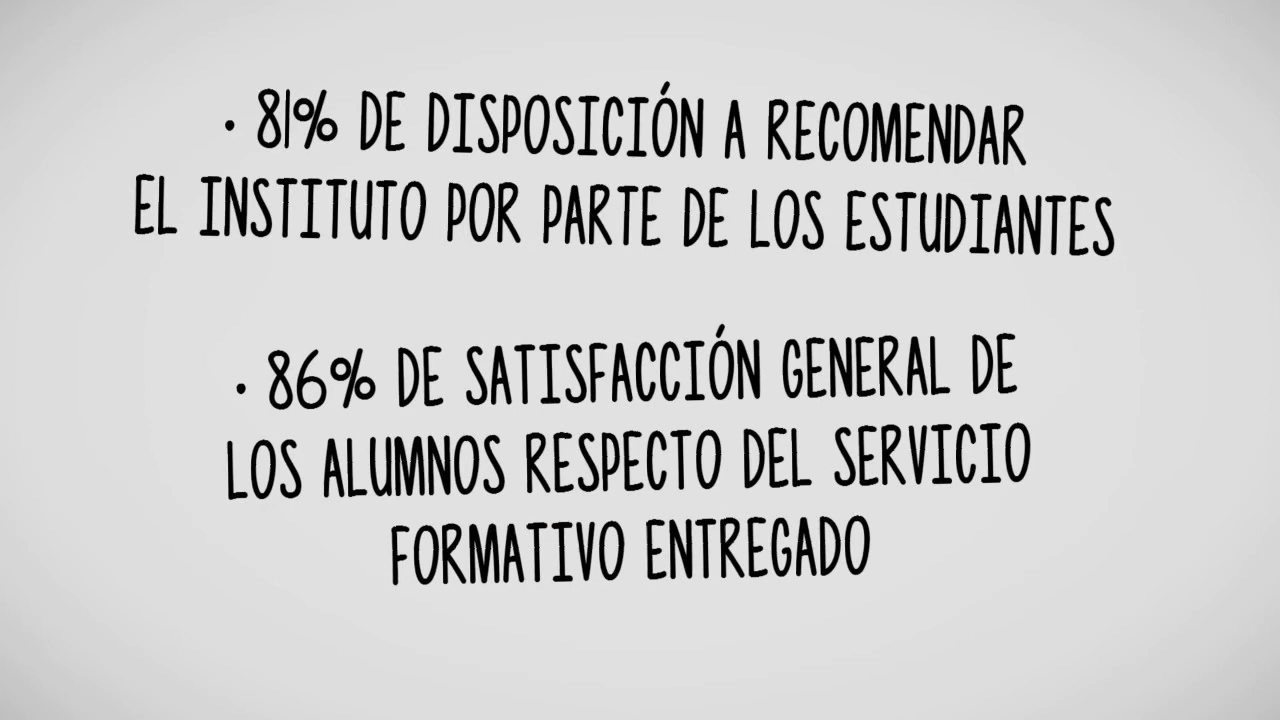 · 81% DE DISPOSICIÓN A RECOMENDAR
EL INSTITUTO POR PARTE DE LOS ESTUDIANTES
· 86% DE SATISFACCIÓN GENERAL DE
LOS ALUMNOS RESPECTO DEL SERVICIO
FORMATIVO ENTREGADO